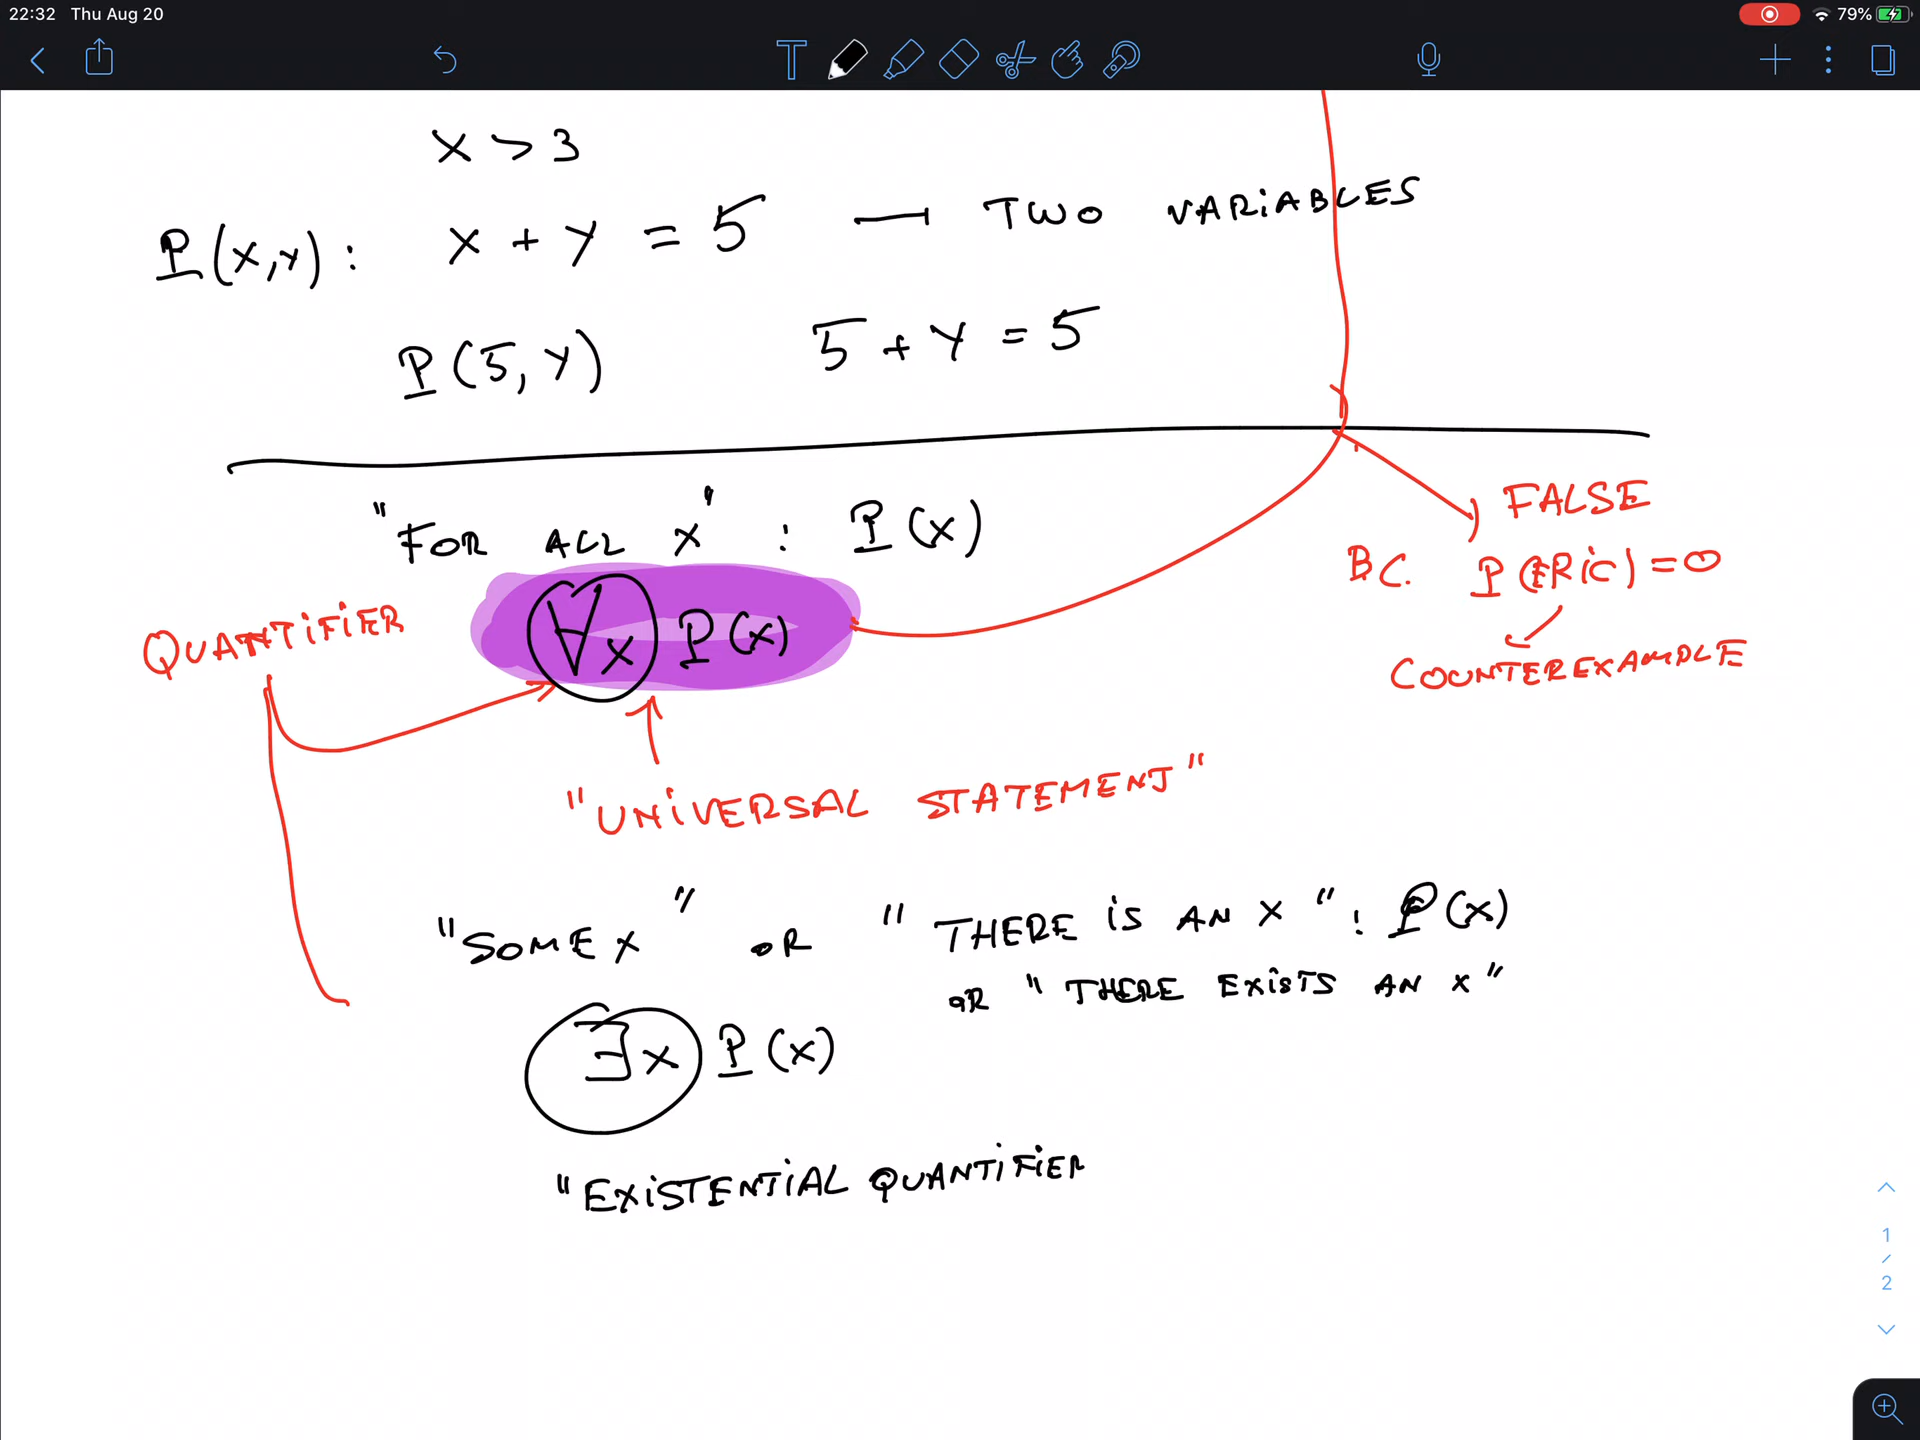 22:32 Thu Aug 20
79%
T
x > 3
P(x,y): x + y = 5 — TWO VARIABLES
P(5, y) 5 + y = 5
"FOR ALL x" : P(x)
FALSE
B.C. P(ERIC) = 0
COUNTEREXAMPLE
QUANTIFIER
∀x P(x)
"UNIVERSAL STATEMENT"
"SOME x" OR "THERE IS AN x" : P(x)
OR "THERE EXISTS AN x"
∃x P(x)
"EXISTENTIAL QUANTIFIER
1
/
2